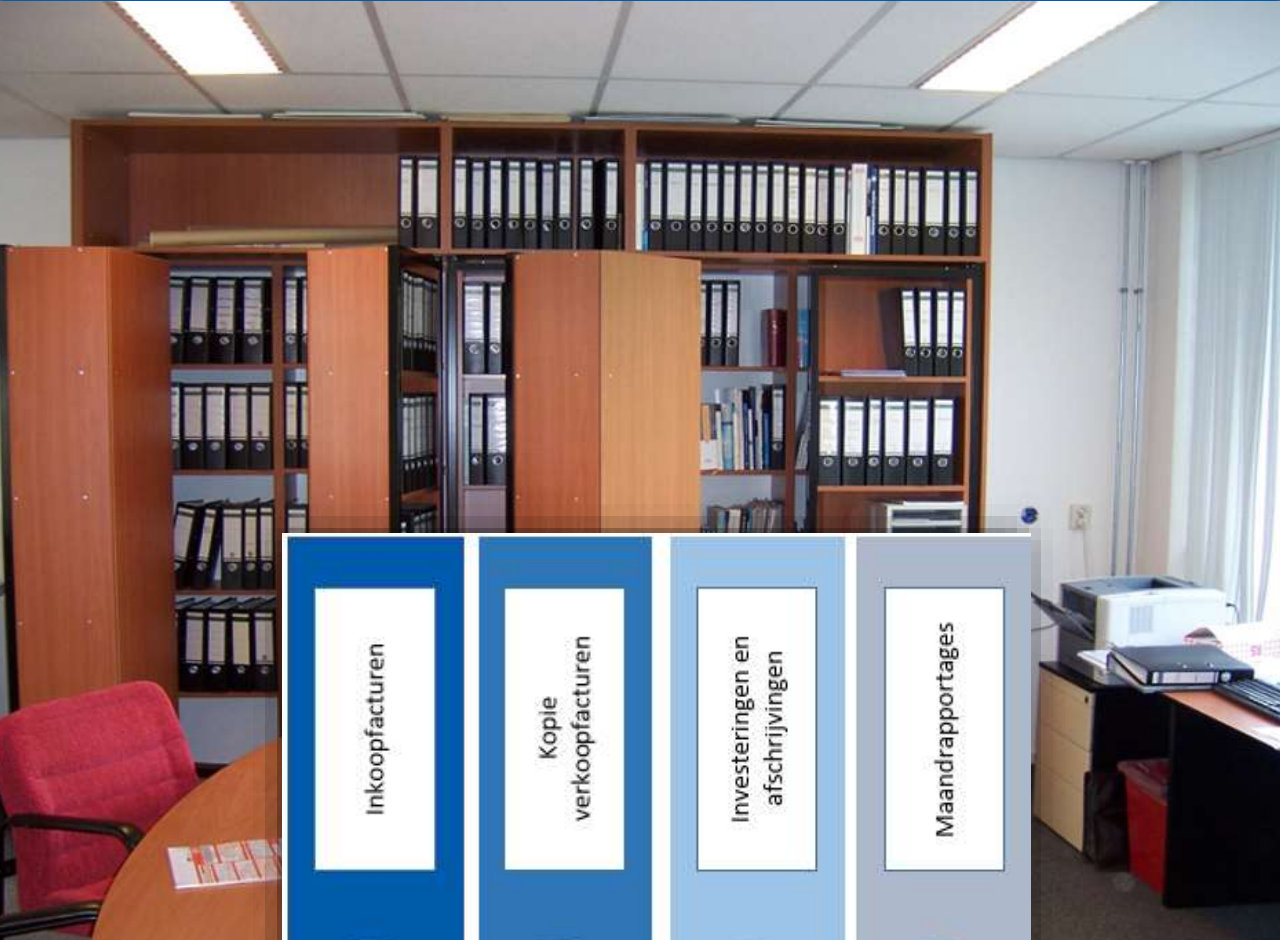 Inkoopfacturen
Kopie
verkoopfacturen
Investeringen en
afschrijvingen
Maandrapportages